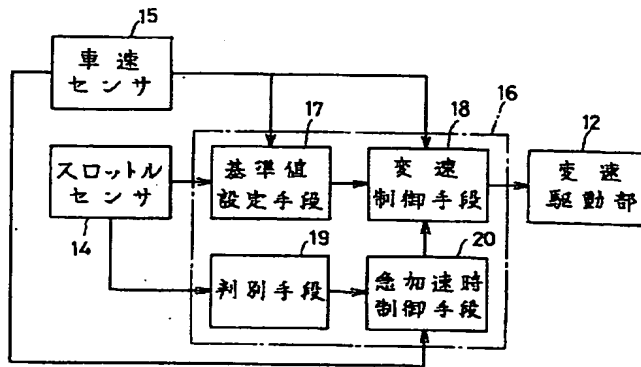 15
車速
センサ
17
18
16
12
スロットル
センサ
14
基準値
設定手段
変速
制御手段
変速
駆動部
19
20
判別手段
急加速時
制御手段